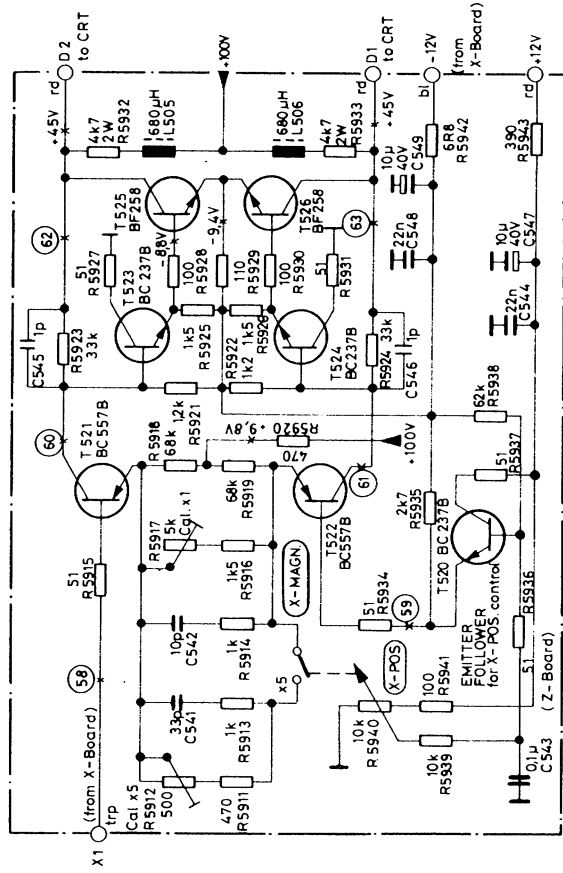 D2
to CRT
rd
+45V
4k7
2W
R5932
680µH
L505
+100V
680µH
L506
4k7
2W
R5933
+45V
D1
to CRT
rd
-12V
bl
(from
X-Board)
+12V
rd
6R8
R5942
390
R5943
62
63
T525
BF258
-8,8V
-9,4V
T526
BF258
10µ
40V
C549
22n
C548
10µ
40V
C547
22n
C544
51
R5927
T523
BC 237B
100
R5928
110
R5929
100
R5930
51
R5931
C545
1p
R5923
33k
1k5
R5925
R5922
1k2
1k5
R5926
T524
BC237B
R5924
33k
C546
1p
60
T521
BC557B
R5918
68k
1,2k
R5921
R5920
+9,8V
470
+100V
61
68k
R5919
T522
BC557B
62k
R5938
51
R5937
2k7
R5935
T520
BC 237B
R5917
5k
Cal.x1
1k5
R5916
X-MAGN.
51
R5934
59
EMITTER
FOLLOWER
for X-POS. control
51
R5936
51
R5915
58
10p
C542
1k
R5914
33p
C541
1k
R5913
x5
X-POS
10k
R5940
100
R5941
10k
R5939
0,1µ
C543
(Z-Board)
X1
(from X-Board)
trp
Cal x5
R5912
500
470
R5911